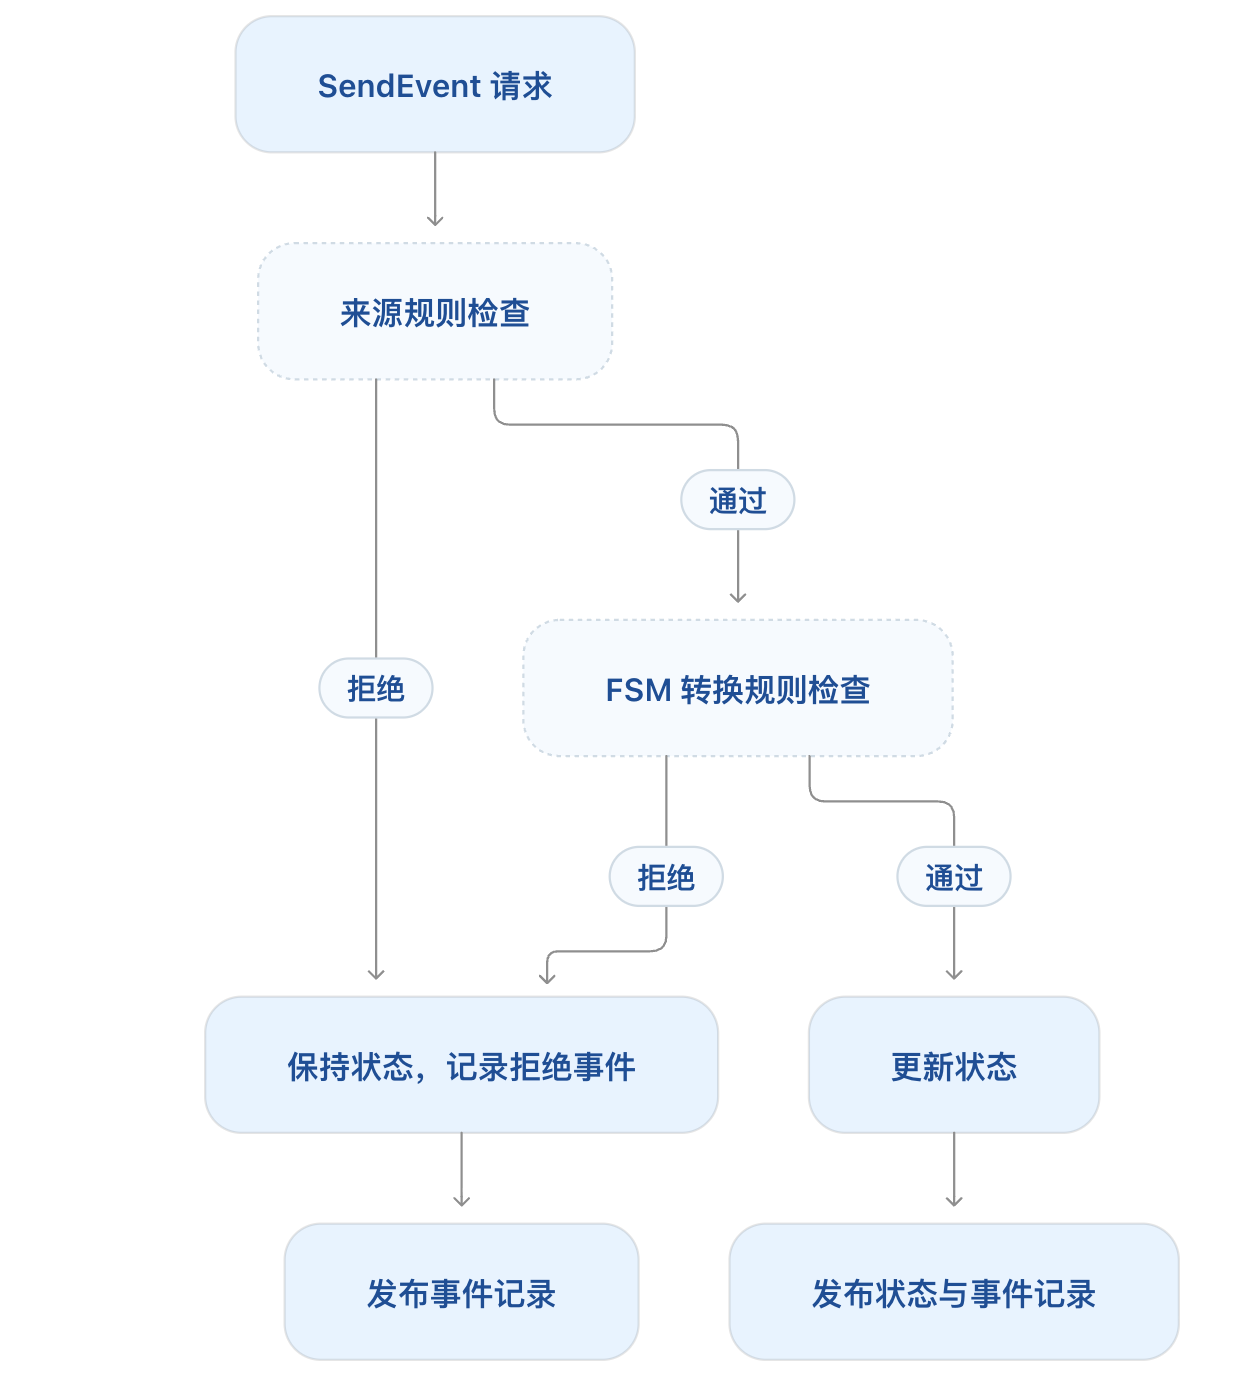 SendEvent 请求
来源规则检查
通过
拒绝
FSM 转换规则检查
拒绝
通过
保持状态，记录拒绝事件
更新状态
发布事件记录
发布状态与事件记录